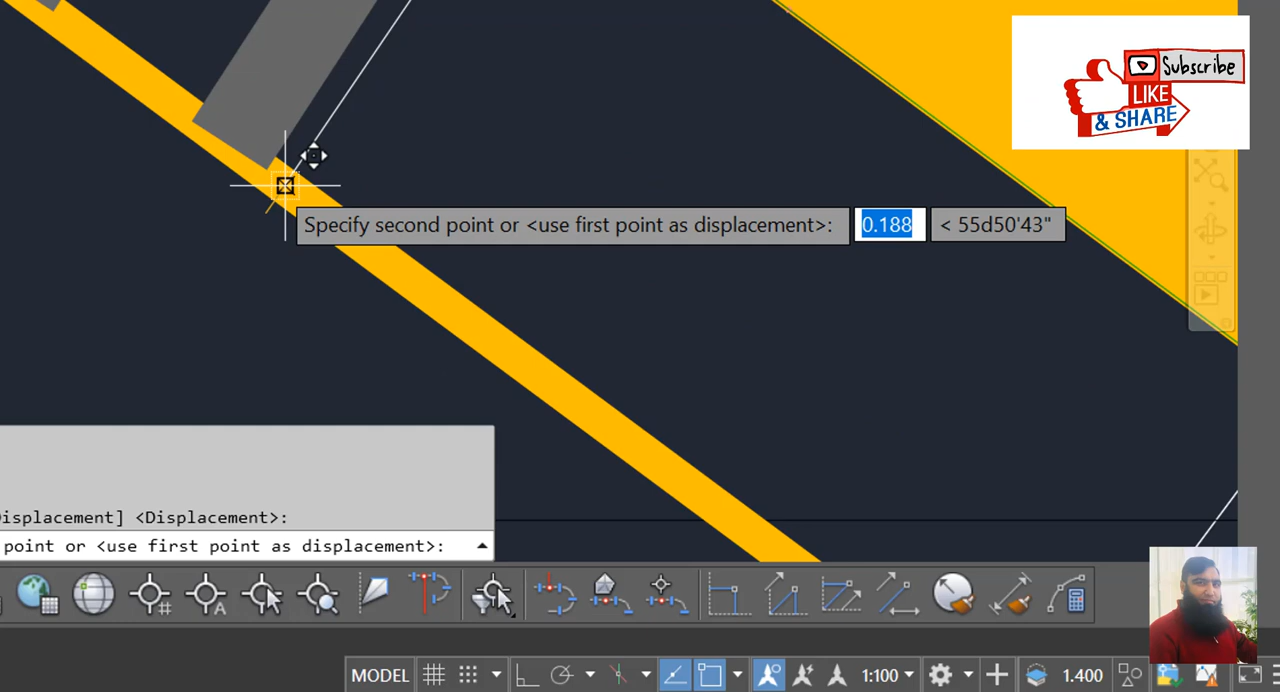 Subscribe
LIKE
& SHARE
Specify second point or <use first point as displacement>: 0.188 < 55d50'43"
isplacement] <Displacement>:
point or <use first point as displacement>:
MODEL 1:100 1.400